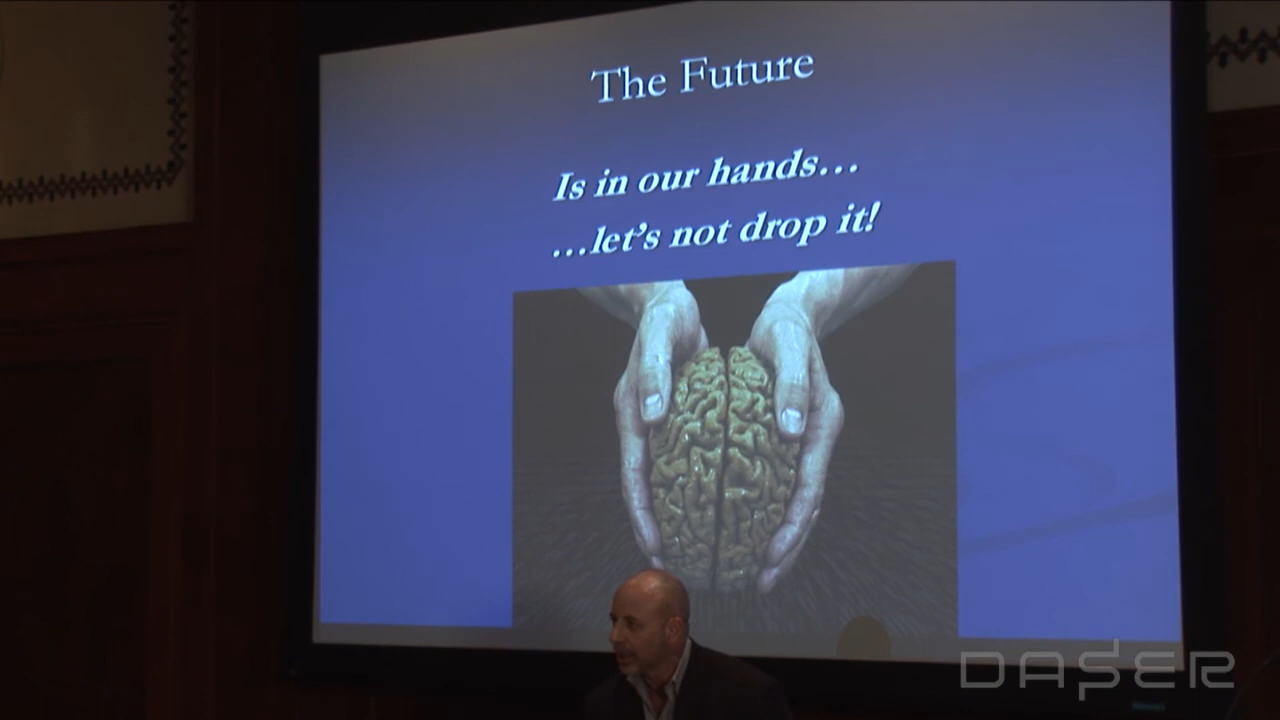 The Future
Is in our hands...
...let's not drop it!
DASER